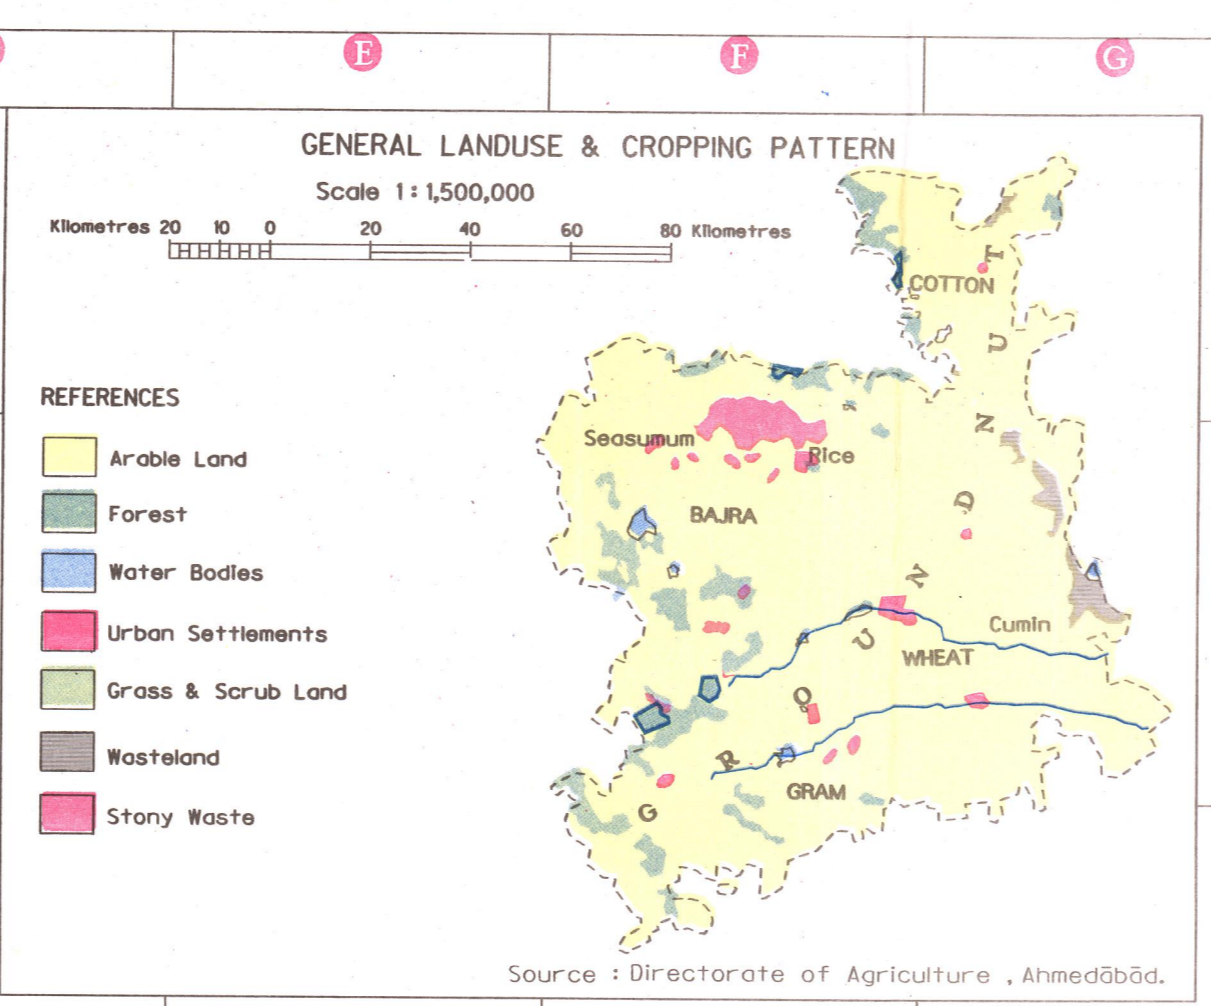 E F G
GENERAL LANDUSE & CROPPING PATTERN
Scale 1:1,500,000
Kilometres 20 10 0 20 40 60 80 Kilometres
COTTON
REFERENCES
Arable Land
Forest
Water Bodies
Urban Settlements
Grass & Scrub Land
Wasteland
Stony Waste
Seasumum
Rice
BAJRA
Cumin
WHEAT
GRAM
GROUNDNUT
Source : Directorate of Agriculture , Ahmedābād.